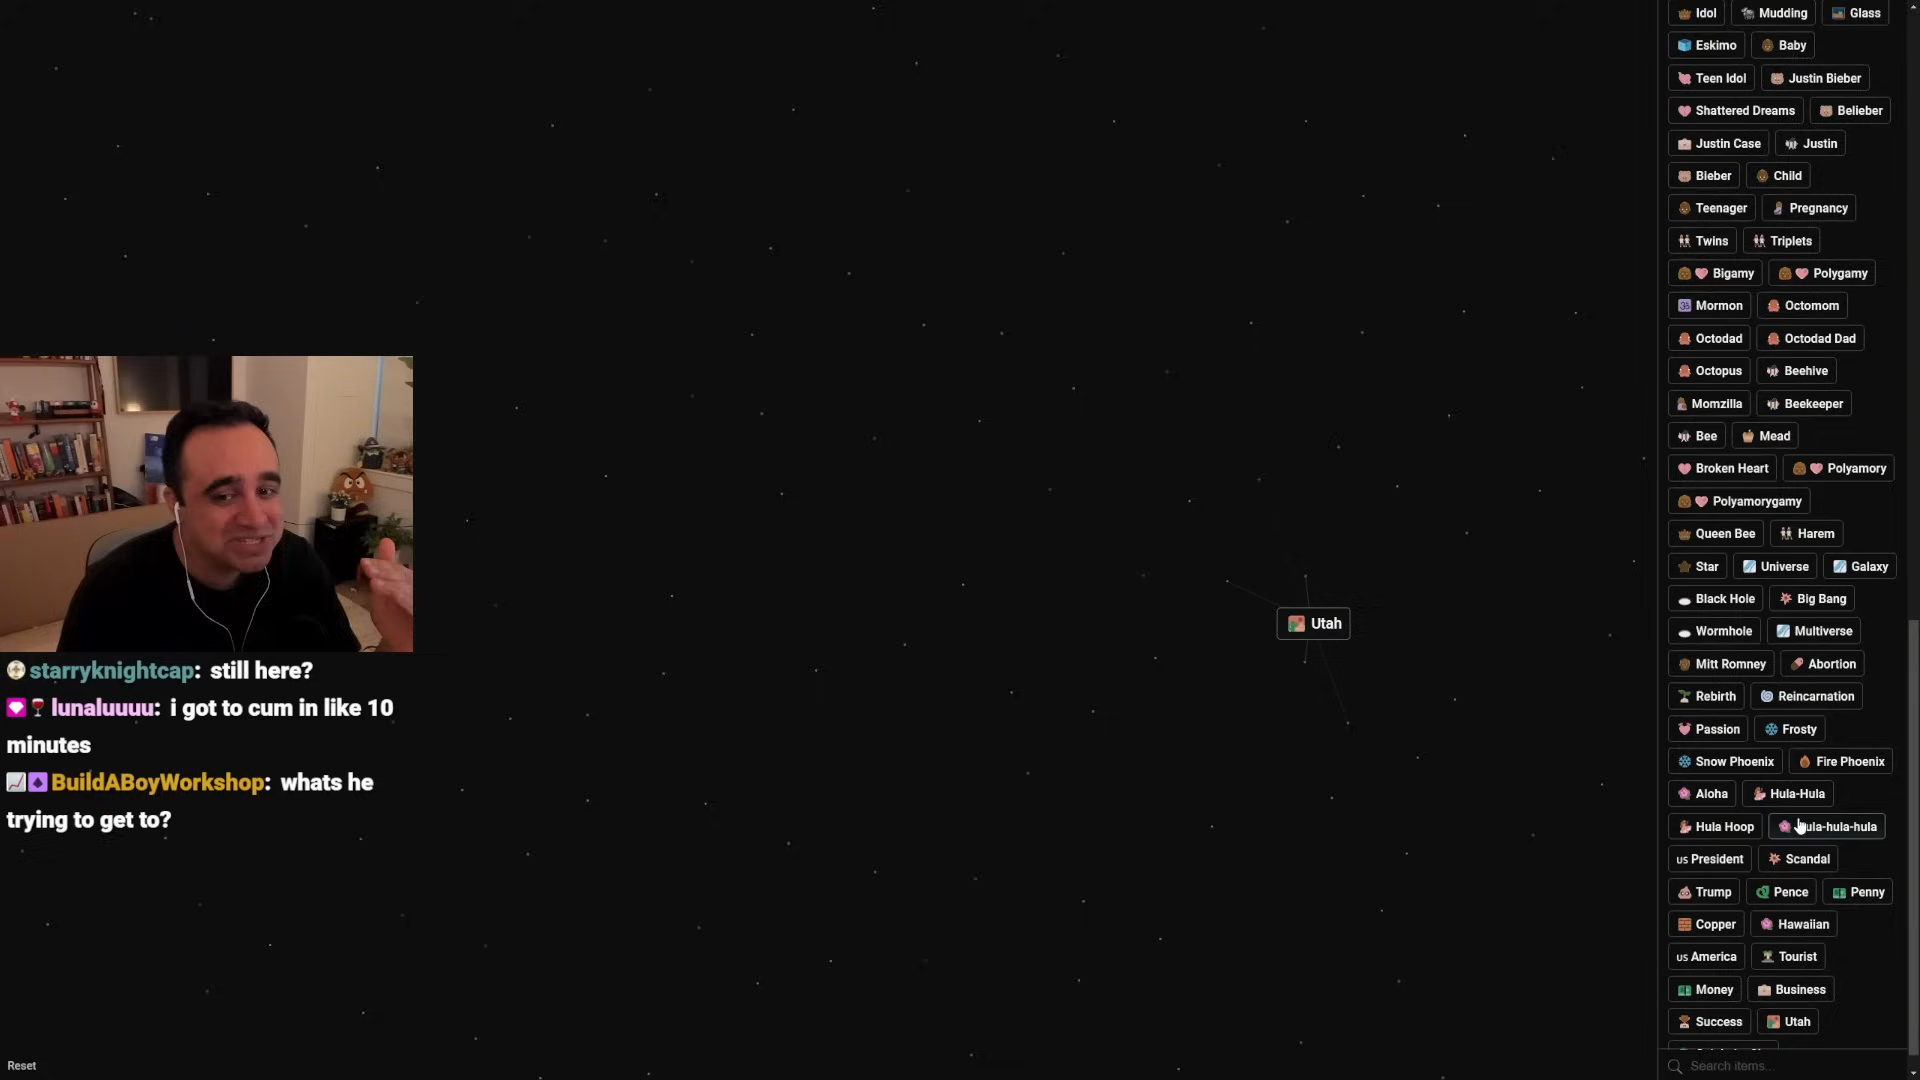 Idol Mudding Glass
Eskimo Baby
Teen Idol Justin Bieber
Shattered Dreams Belieber
Justin Case Justin
Bieber Child
Teenager Pregnancy
Twins Triplets
Bigamy Polygamy
Mormon Octomom
Octodad Octodad Dad
Octopus Beehive
Momzilla Beekeeper
Bee Mead
Broken Heart Polyamory
Polyamorygamy
Queen Bee Harem
Star Universe Galaxy
Black Hole Big Bang
Wormhole Multiverse
Mitt Romney Abortion
Rebirth Reincarnation
Passion Frosty
Snow Phoenix Fire Phoenix
Aloha Hula-Hula
Hula Hoop ula-hula-hula
US President Scandal
Trump Pence Penny
Copper Hawaiian
US America Tourist
Money Business
Success Utah
Search items...
Utah
starryknightcap: still here?
lunaluuuu: i got to cum in like 10
minutes
BuildABoyWorkshop: whats he
trying to get to?
Reset